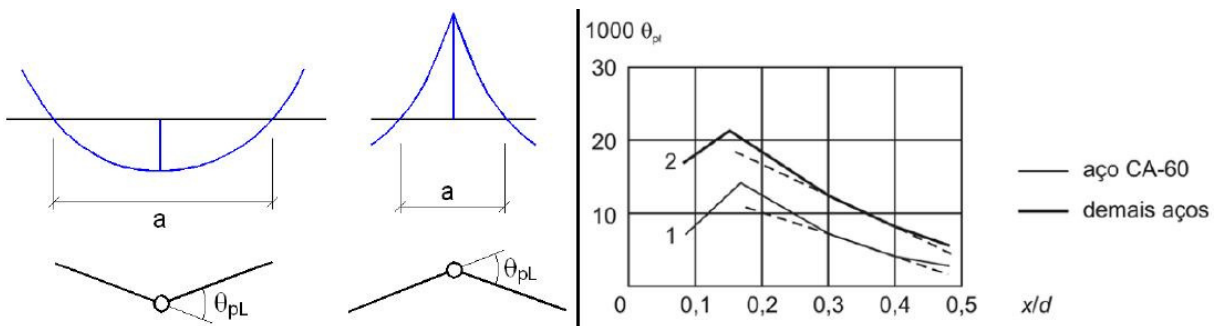 a
θpL
a
θpL
1000 θpl
30
20
10
2
1
0
0,1
0,2
0,3
0,4
0,5
x/d
aço CA-60
demais aços